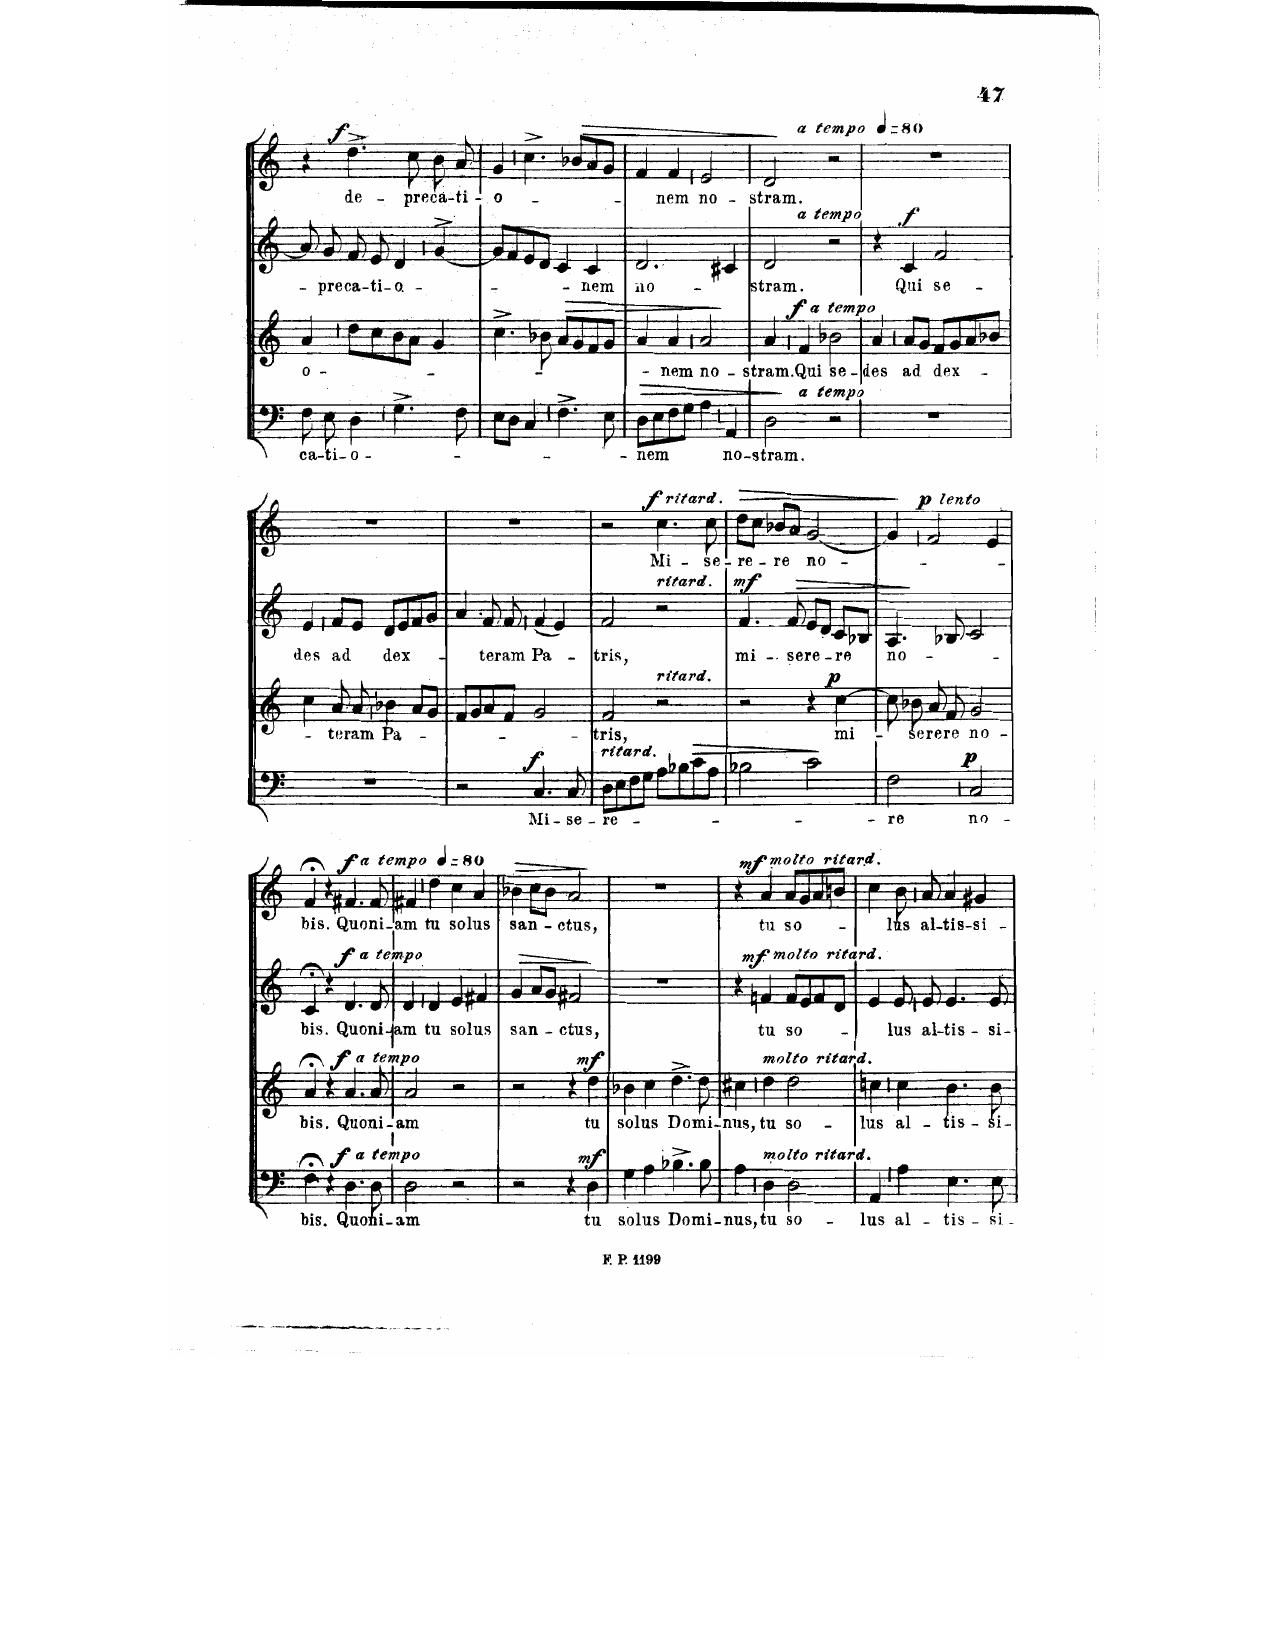 47
f a tempo ♩=80
de - preca-ti - o - nem no - stram.
a tempo f
- preca-ti-o - - nem no - stram. Qui se -
f a tempo
o - - - nem no - stram. Qui se - des ad dex -
a tempo
ca-ti-o - - - nem no-stram.
f ritard. p lento
Mi - se - re - re no -
ritard. mf
des ad dex - teram Pa - tris, mi - serere no -
ritard. p
- teram Pa - - tris, mi - serere no -
ritard.
f p
Mi - se - re - - re no -
f a tempo ♩=80 mf molto ritard.
bis. Quoni-am tu solus san - ctus, tu so - lus al-tis-si -
f a tempo mf molto ritard.
bis. Quoni-am tu solus san - ctus, tu so - lus al-tis - si -
f a tempo mf molto ritard.
bis. Quoni-am tu solus Domi-nus, tu so - lus al - tis - si -
f a tempo mf molto ritard.
bis. Quoni-am tu solus Domi-nus, tu so - lus al - tis - si -
F. P. 1199